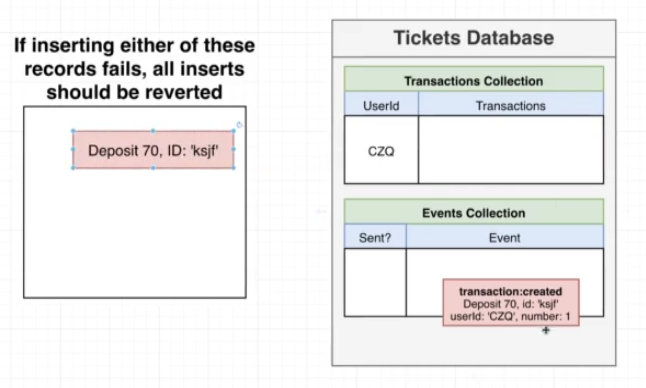 If inserting either of these
records fails, all inserts
should be reverted
Deposit 70, ID: 'ksjf'
Tickets Database
Transactions Collection
UserId
Transactions
CZQ
Events Collection
Sent?
Event
transaction:created
Deposit 70, id: 'ksjf'
userId: 'CZQ', number: 1